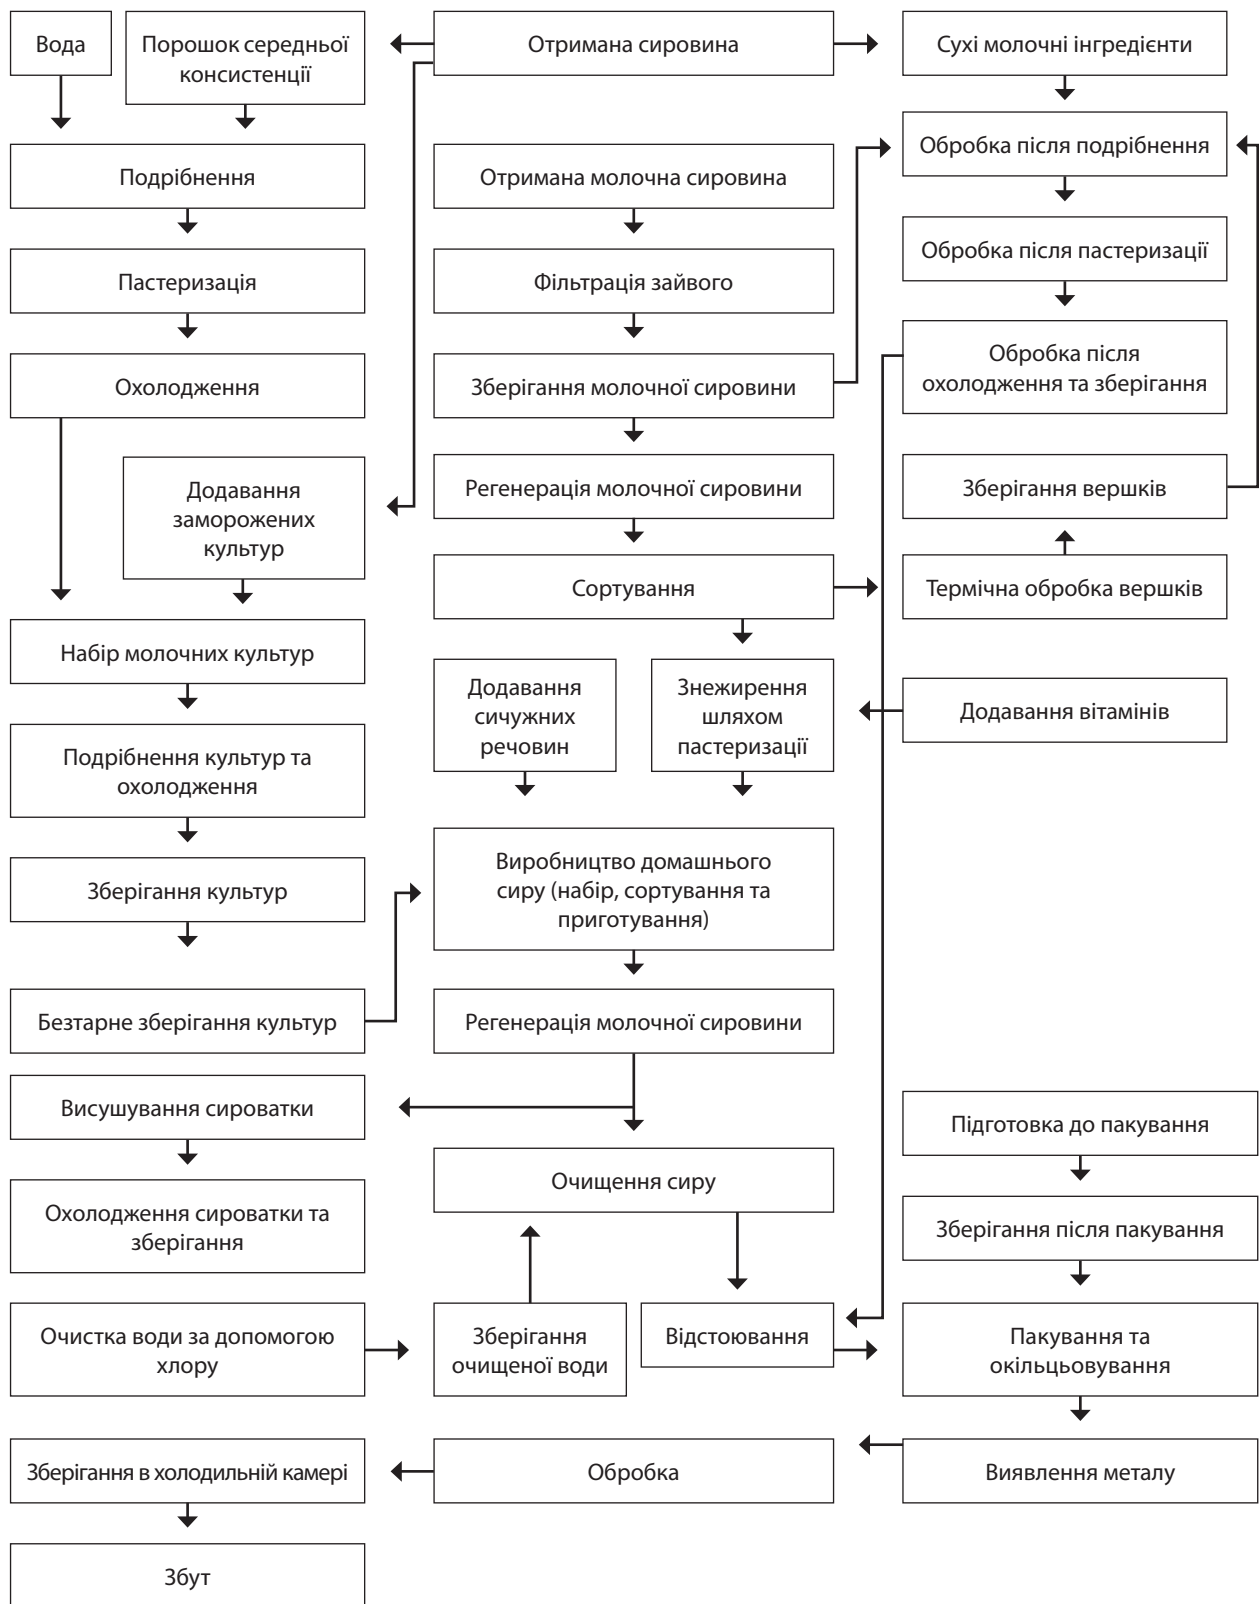 Вода
Порошок середньої
консистенції
Отримана сировина
Сухі молочні інгредієнти
Подрібнення
Отримана молочна сировина
Обробка після подрібнення
Пастеризація
Фільтрація зайвого
Обробка після пастеризації
Охолодження
Зберігання молочної сировини
Обробка після
охолодження та зберігання
Додавання
заморожених
культур
Регенерація молочної сировини
Зберігання вершків
Сортування
Термічна обробка вершків
Набір молочних культур
Додавання
сичужних
речовин
Знежирення
шляхом
пастеризації
Додавання вітамінів
Подрібнення культур та
охолодження
Зберігання культур
Виробництво домашнього
сиру (набір, сортування та
приготування)
Безтарне зберігання культур
Регенерація молочної сировини
Висушування сироватки
Підготовка до пакування
Очищення сиру
Охолодження сироватки та
зберігання
Зберігання після пакування
Очистка води за допомогою
хлору
Зберігання
очищеної води
Відстоювання
Пакування та
окільцьовування
Зберігання в холодильній камері
Обробка
Виявлення металу
Збут